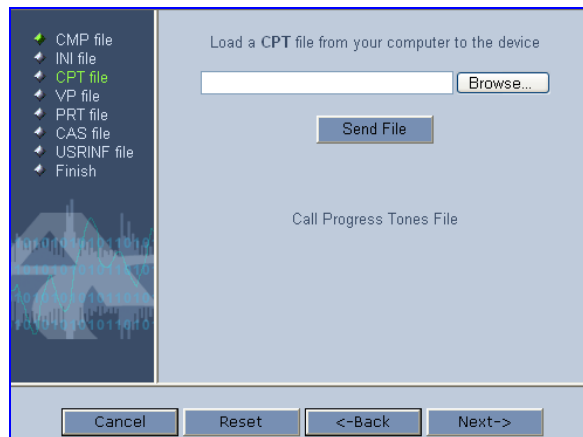 CMP file
INI file
CPT file
VP file
PRT file
CAS file
USRINF file
Finish
Load a CPT file from your computer to the device
Browse...
Send File
Call Progress Tones File
Cancel
Reset
<-Back
Next->